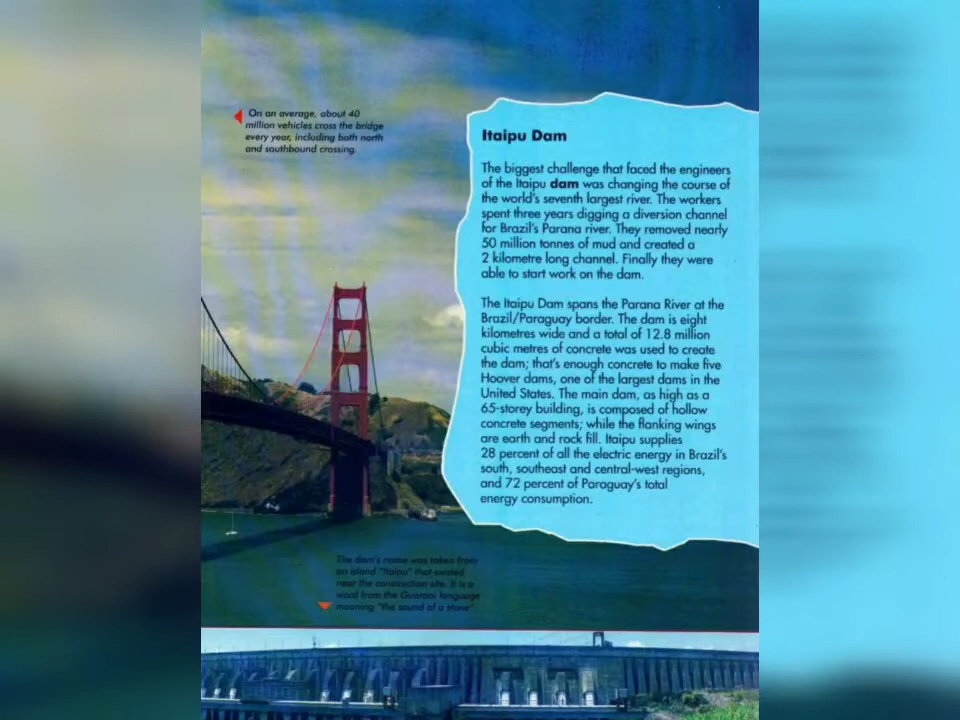 On an average, about 40
million vehicles cross the bridge
every year, including both north
and southbound crossing.
Itaipu Dam
The biggest challenge that faced the engineers
of the Itaipu dam was changing the course of
the world's seventh largest river. The workers
spent three years digging a diversion channel
for Brazil's Parana river. They removed nearly
50 million tonnes of mud and created a
2 kilometre long channel. Finally they were
able to start work on the dam.
The Itaipu Dam spans the Parana River at the
Brazil/Paraguay border. The dam is eight
kilometres wide and a total of 12.8 million
cubic metres of concrete was used to create
the dam; that's enough concrete to make five
Hoover dams, one of the largest dams in the
United States. The main dam, as high as a
65-storey building, is composed of hollow
concrete segments; while the flanking wings
are earth and rock fill. Itaipu supplies
28 percent of all the electric energy in Brazil's
south, southeast and central-west regions,
and 72 percent of Paraguay's total
energy consumption.
The dam's name was taken from
an island "Itaipu" that existed
near the construction site. It is a
word from the Guarani language
meaning "the sound of a stone".